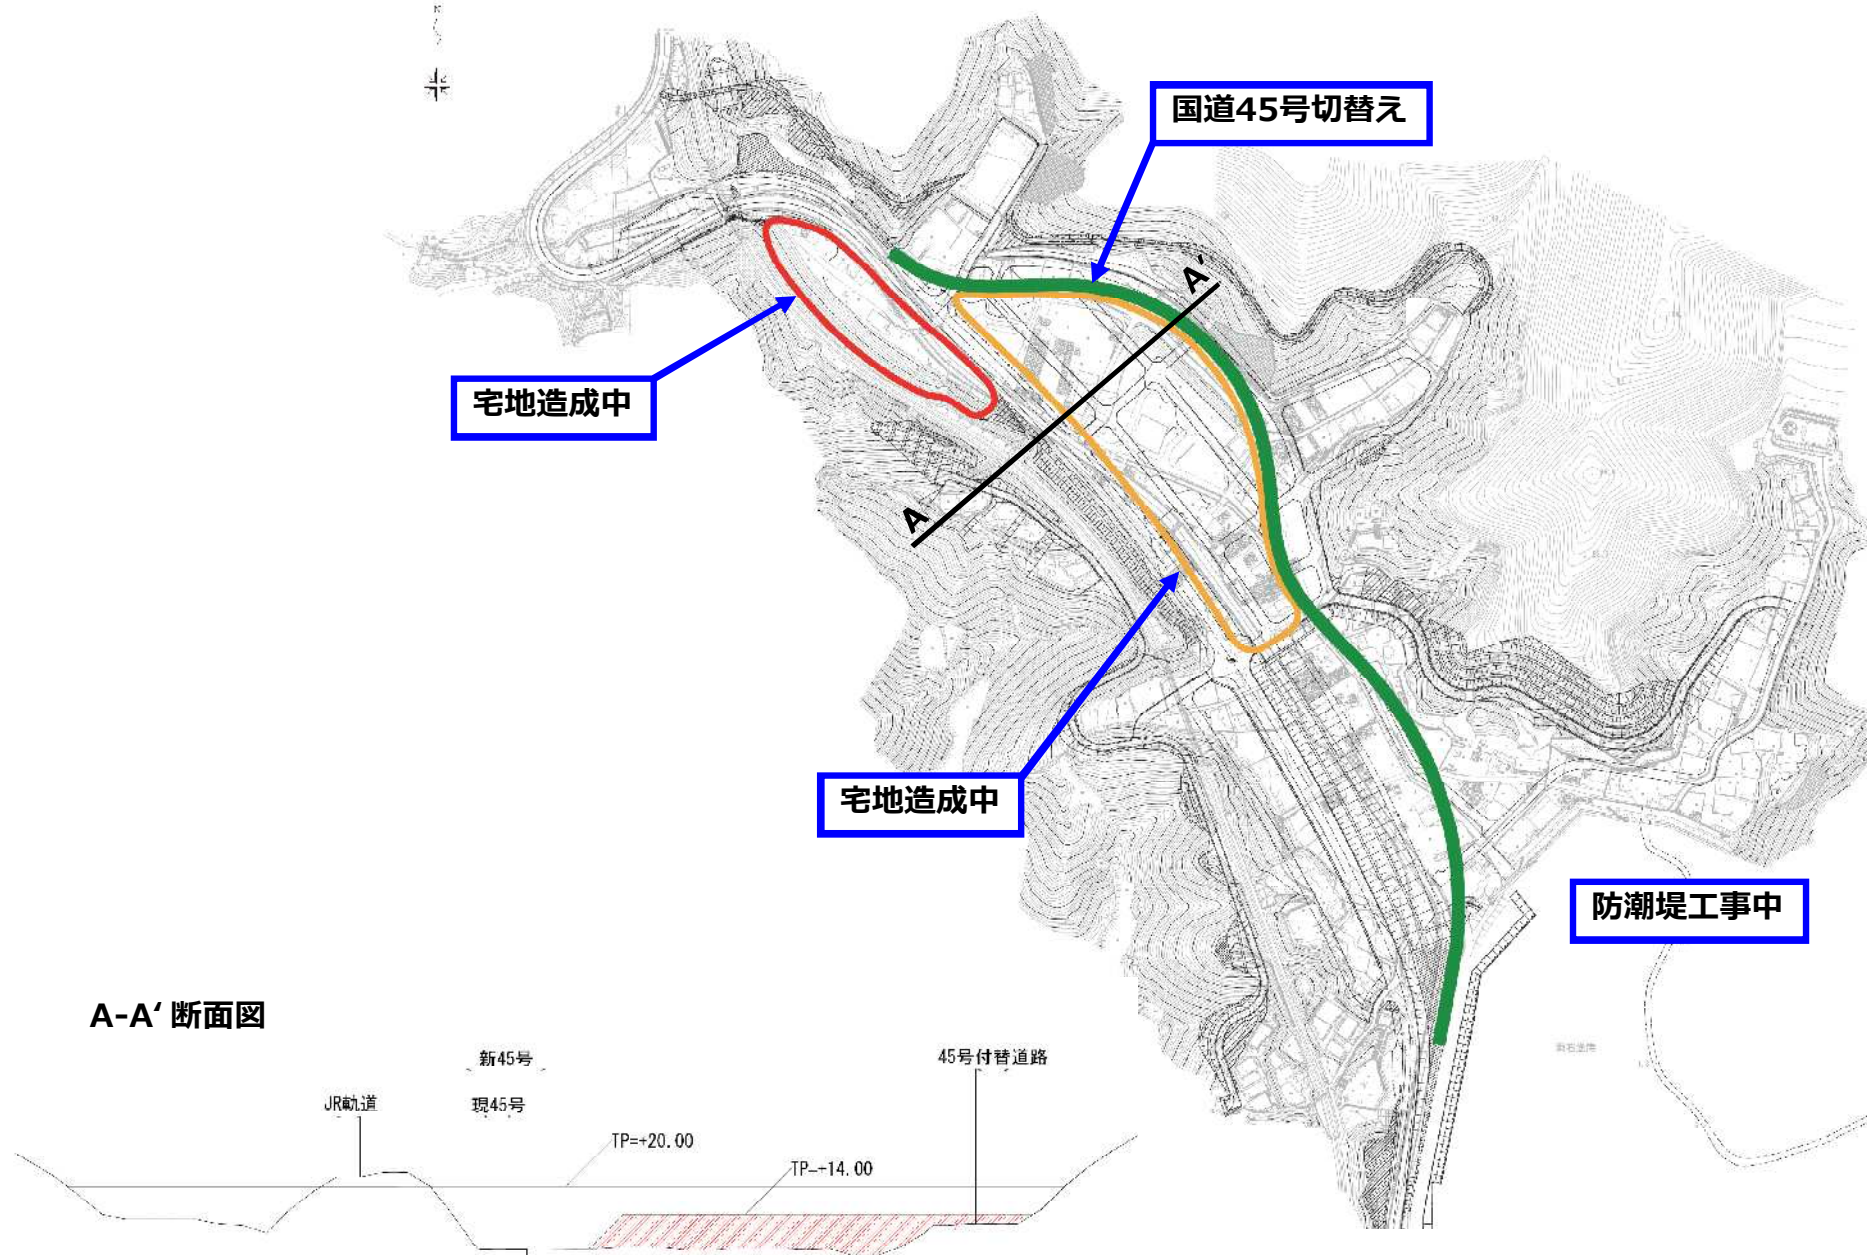 国道45号切替え
A′
宅地造成中
A
宅地造成中
防潮堤工事中
A-A‘ 断面図
新45号
45号付替道路
JR軌道
現45号
TP=+20.00
TP=+14.00